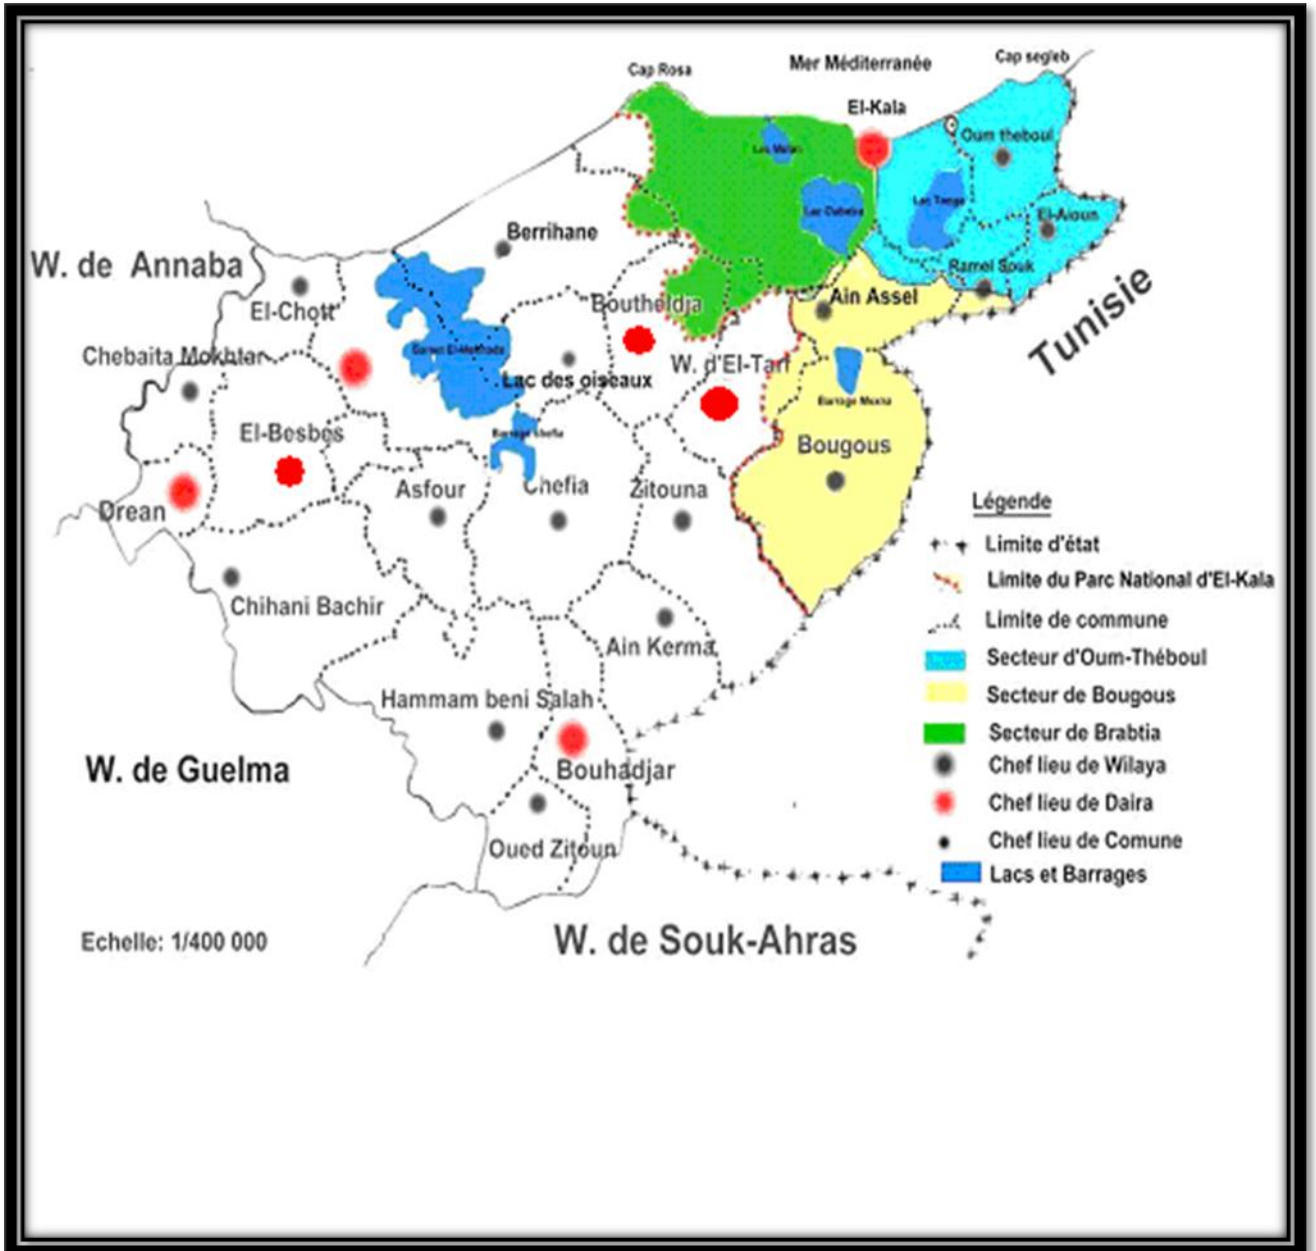 Cap segleb
Mer Méditerranée
Cap Rosa
El-Kala
Oum theboul
Lac Tonga
El-Aioun
Berrihane
W. de Annaba
Ramel Souk
Ain Assel
Boutheldja
El-Chott
Tunisie
Chebaita Mokhtar
W. d'El-Tarf
Lac des oiseaux
El-Besbes
Bougous
Asfour
Chefia
Zitouna
Drean
Légende
Limite d'état
Limite du Parc National d'El-Kala
Limite de commune
Secteur d'Oum-Théboul
Secteur de Bougous
Secteur de Brabtia
Chef lieu de Wilaya
Chef lieu de Daira
Chef lieu de Comune
Lacs et Barrages
Chihani Bachir
Ain Kerma
Hammam beni Salah
W. de Guelma
Bouhadjar
Oued Zitoun
Echelle: 1/400 000
W. de Souk-Ahras